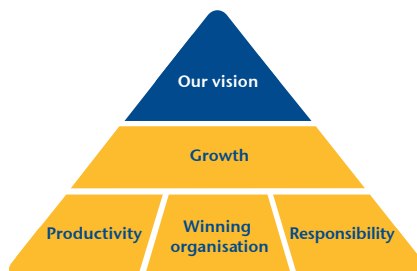 Our vision
Growth
Productivity
Winning
organisation
Responsibility